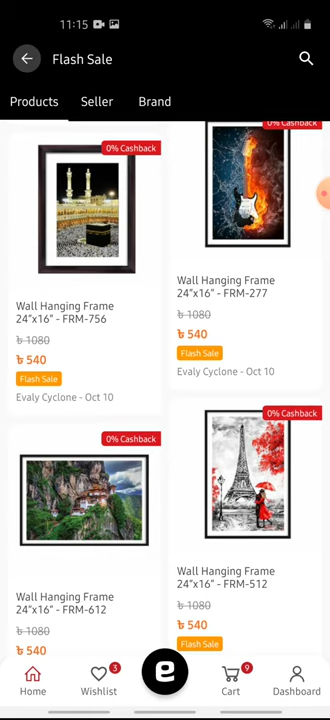 11:15
Flash Sale
Products Seller Brand
0% Cashback
Wall Hanging Frame
24"x16" - FRM-756
৳ 1080
৳ 540
Flash Sale
Evaly Cyclone - Oct 10
0% Cashback
Wall Hanging Frame
24"x16" - FRM-277
৳ 1080
৳ 540
Flash Sale
Evaly Cyclone - Oct 10
0% Cashback
Wall Hanging Frame
24"x16" - FRM-612
৳ 1080
৳ 540
0% Cashback
Wall Hanging Frame
24"x16" - FRM-512
৳ 1080
৳ 540
Flash Sale
Home
3
Wishlist
e
9
Cart
Dashboard